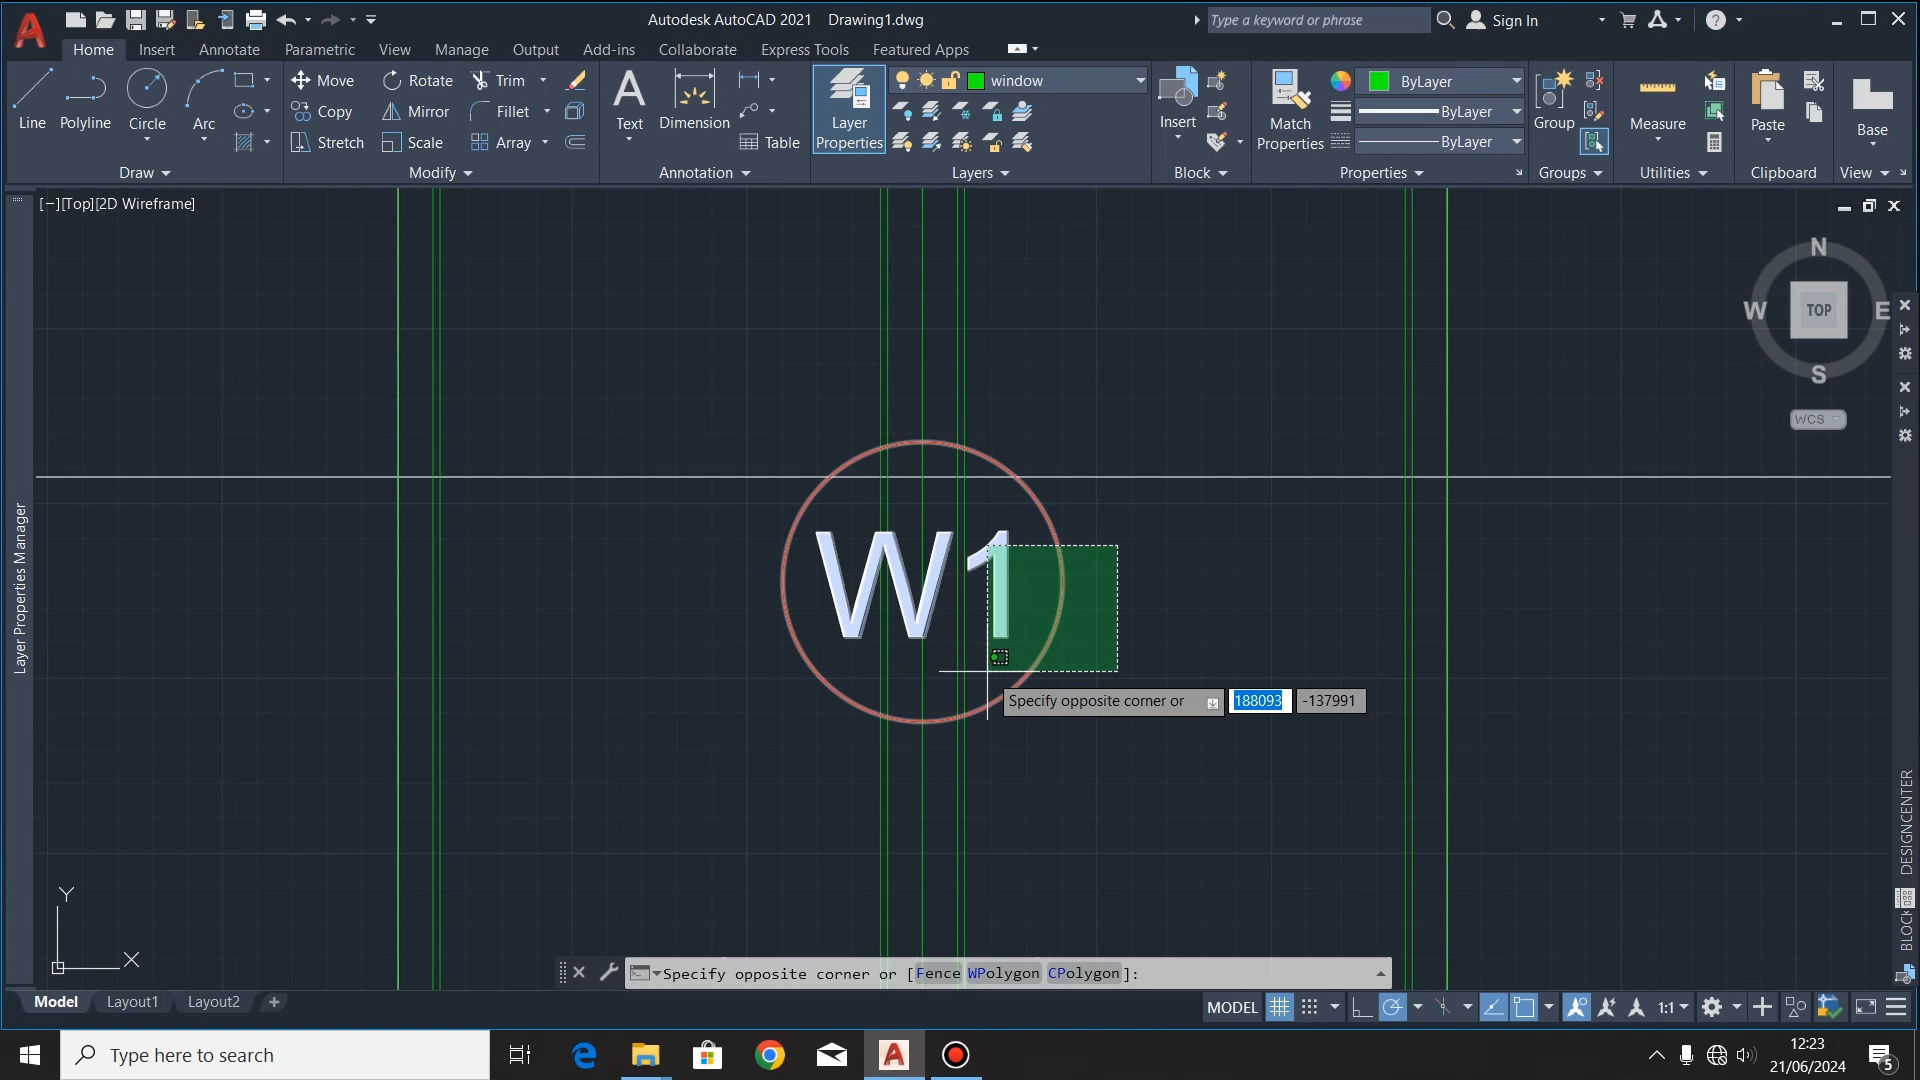 Autodesk AutoCAD 2021 Drawing1.dwg
Type a keyword or phrase
Sign In
Home Insert Annotate Parametric View Manage Output Add-ins Collaborate Express Tools Featured Apps
Line Polyline Circle Arc
Move Rotate Trim
Copy Mirror Fillet
Stretch Scale Array
Text Dimension Table
Layer Properties
window
Insert
Match Properties
ByLayer
ByLayer
ByLayer
Group Measure Paste Base
Draw Modify Annotation Layers Block Properties Groups Utilities Clipboard View
[−][Top][2D Wireframe]
N
W TOP E
S
WCS
Layer Properties Manager
W1
Specify opposite corner or 188093 -137991
DESIGNCENTER
Y
X
Specify opposite corner or [Fence WPolygon CPolygon]:
Model Layout1 Layout2
MODEL 1:1
Type here to search
12:23
21/06/2024
5